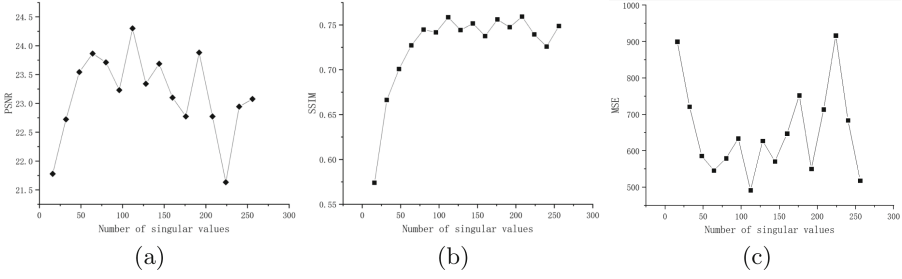 24.5
24.0
23.5
23.0
22.5
22.0
21.5
PSNR
0 50 100 150 200 250 300
Number of singular values
(a)
0.75
0.70
0.65
0.60
0.55
SSIM
0 50 100 150 200 250 300
Number of singular values
(b)
1000
900
800
700
600
500
MSE
0 50 100 150 200 250 300
Number of singular values
(c)